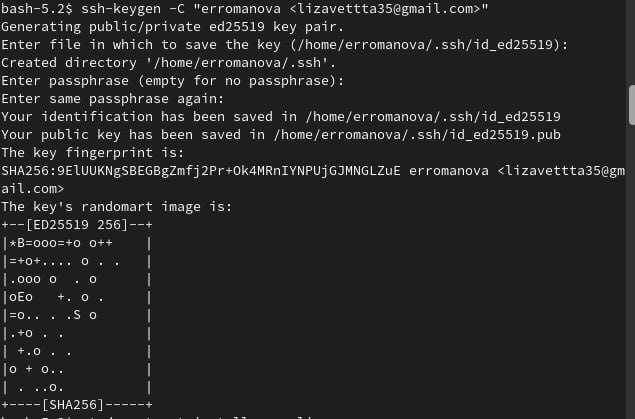 bash-5.2$ ssh-keygen -C "erromanova <lizavettta35@gmail.com>"
Generating public/private ed25519 key pair.
Enter file in which to save the key (/home/erromanova/.ssh/id_ed25519):
Created directory '/home/erromanova/.ssh'.
Enter passphrase (empty for no passphrase):
Enter same passphrase again:
Your identification has been saved in /home/erromanova/.ssh/id_ed25519
Your public key has been saved in /home/erromanova/.ssh/id_ed25519.pub
The key fingerprint is:
SHA256:9ElUUKNgSBEGBgZmfj2Pr+Ok4MRnIYNPUjGJMNGLZuE erromanova <lizavettta35@gm
ail.com>
The key's randomart image is:
+--[ED25519 256]--+
|*B=ooo=+o o++    |
|=+o+.... o . .   |
|.ooo o  . o      |
|oEo   +. o .     |
|=o.. . .S o      |
|.+o . .          |
| +.o . .         |
|o + o..          |
| . ..o.          |
+----[SHA256]-----+